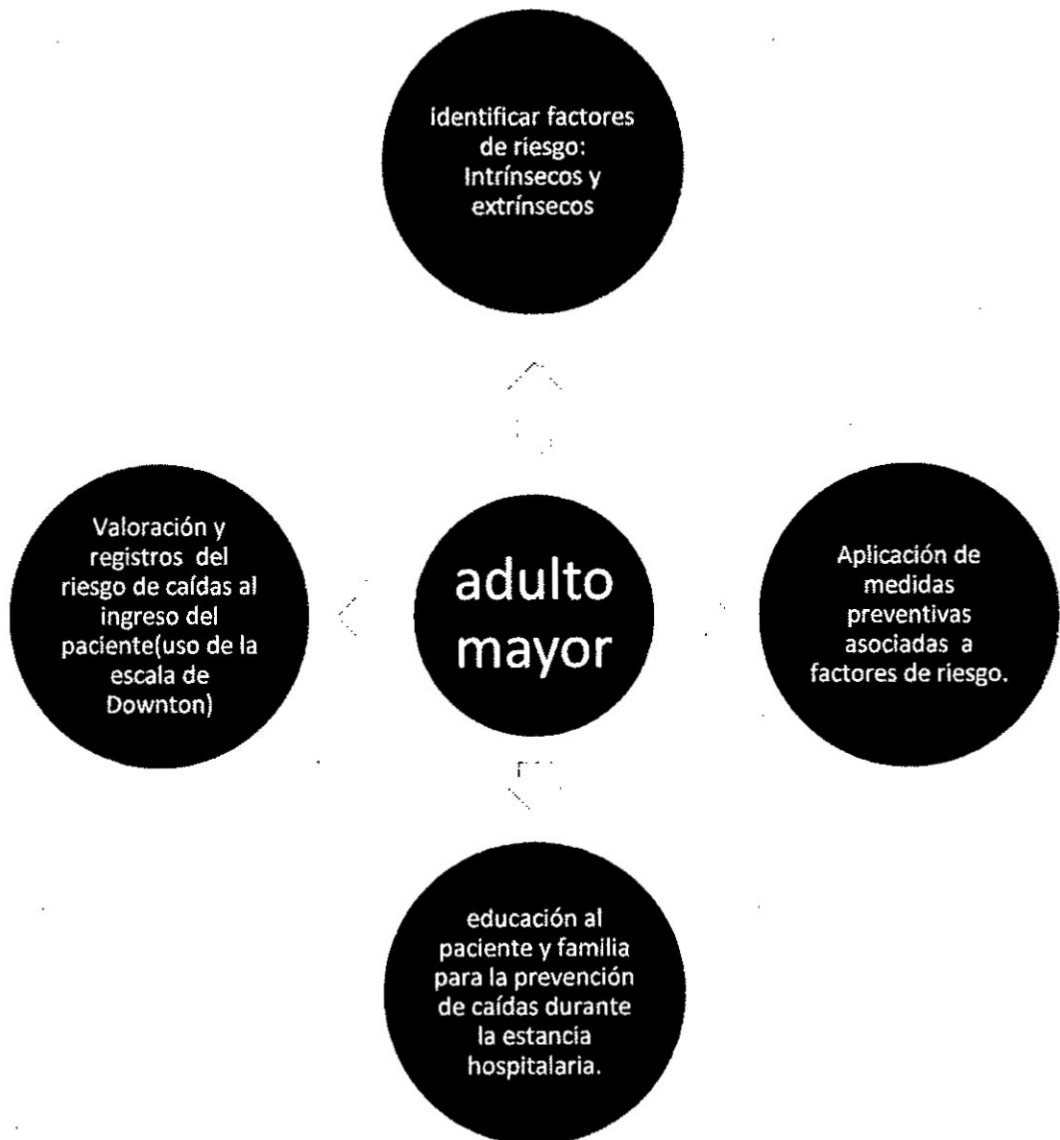 identificar factores
de riesgo:
Intrínsecos y
extrínsecos
Valoración y
registros del
riesgo de caídas al
ingreso del
paciente(uso de la
escala de
Downton)
adulto
mayor
Aplicación de
medidas
preventivas
asociadas a
factores de riesgo.
educación al
paciente y familia
para la prevención
de caídas durante
la estancia
hospitalaria.